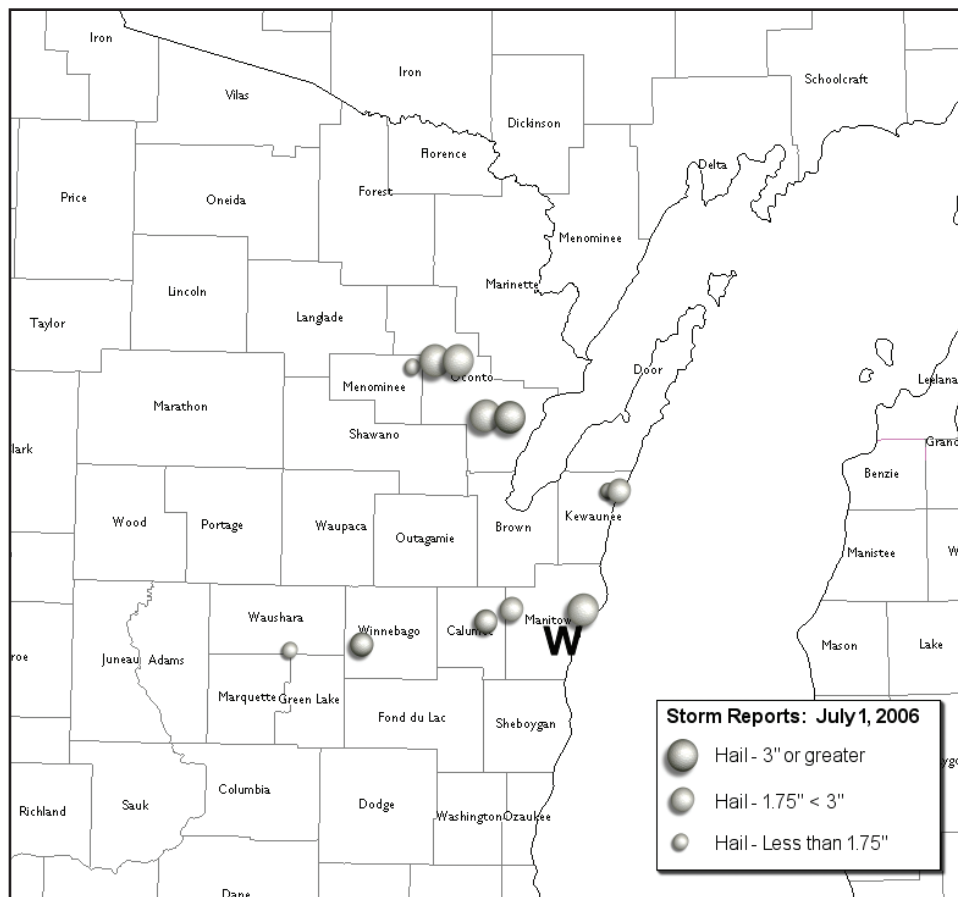 Iron
Iron
Vilas
Schoolcraft
Dickinson
Florence
Delta
Forest
Price
Oneida
Menominee
Marinette
Lincoln
Langlade
Taylor
Door
Oconto
Menominee
Leelana
Marathon
Shawano
Grand
lark
Benzie
Wood
Portage
Waupaca
Outagamie
Brown
Kewaunee
Manistee
W
Waushara
Winnebago
Calumet
Manitow
W
roe
Juneau
Adams
Mason
Lake
Marquette
Green Lake
Fond du Lac
Sheboygan
Storm Reports: July 1, 2006
Hail - 3" or greater
Hail - 1.75" < 3"
Hail - Less than 1.75"
Columbia
Dodge
Washington
Ozaukee
Richland
Sauk
Dane